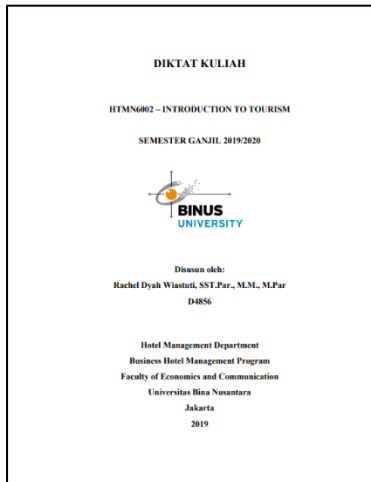 DIKTAT KULIAH
HTMN6002 – INTRODUCTION TO TOURISM
SEMESTER GANJIL 2019/2020
BINUS
UNIVERSITY
Disusun oleh:
Rachel Dyah Wiastuti, SST.Par., M.M., M.Par
D4856
Hotel Management Department
Business Hotel Management Program
Faculty of Economics and Communication
Universitas Bina Nusantara
Jakarta
2019